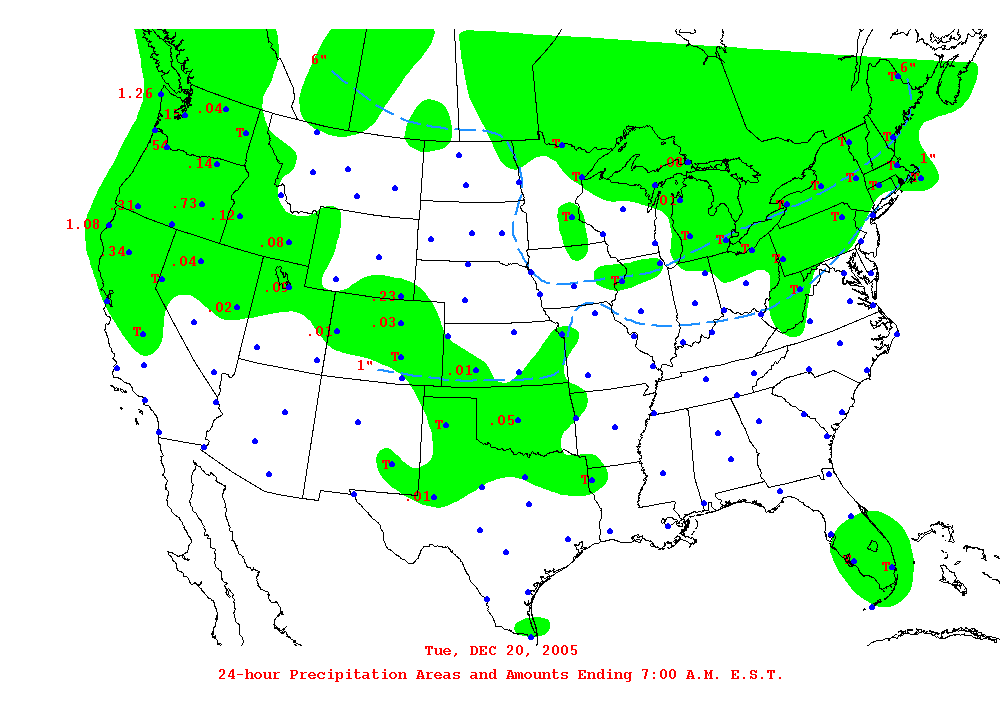 6"
6"
T
1.26
.04
T
T
T
T
.54
T
.14
.08
T
1"
T
T
T
T
T
.01
.31
.73
.12
T
T
T
1.08
T
T
T
.34
.08
T
.04
T
T
T
.23
.02
T
.01
.03
T
T
1"
.01
T
.05
T
T
.01
T
Tue, DEC 20, 2005
24-hour Precipitation Areas and Amounts Ending 7:00 A.M. E.S.T.